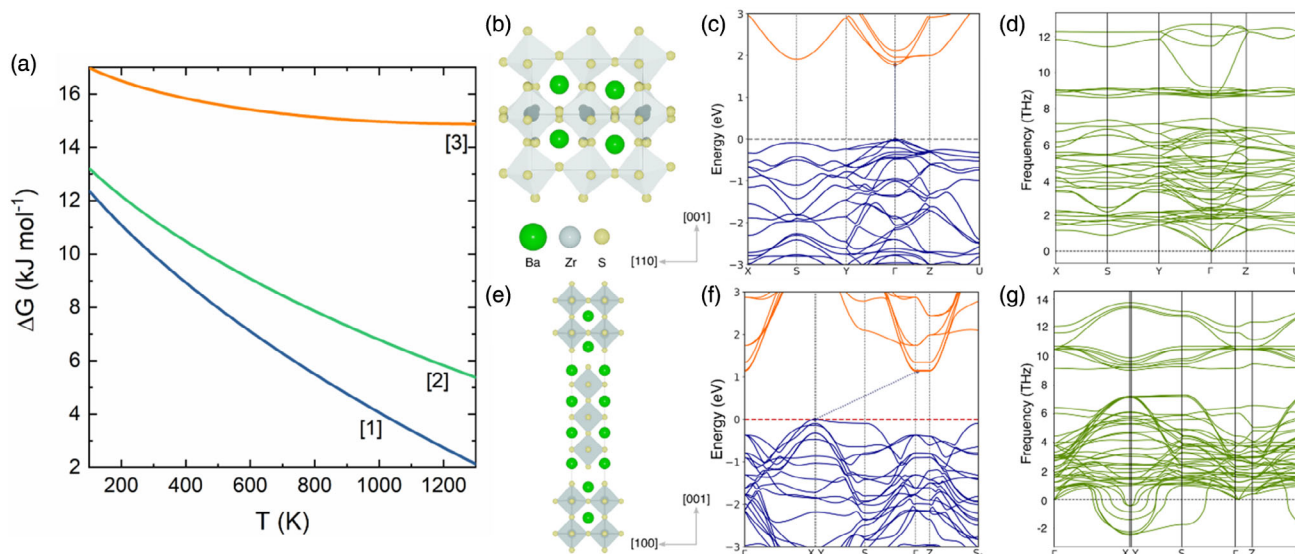 (a)
16
14
12
10
8
6
4
2
ΔG (kJ mol⁻¹)
[3]
[2]
[1]
200 400 600 800 1000 1200
T (K)
(b)
Ba Zr S
[001]
[110]
(c)
3
2
1
0
−1
−2
−3
Energy (eV)
X S Y Γ Z U
(d)
12
10
8
6
4
2
0
Frequency (THz)
X S Y Γ Z U
(e)
[001]
[100]
(f)
3
2
1
0
−1
−2
−3
Energy (eV)
Γ X Y S Γ Z
(g)
14
12
10
8
6
4
2
0
-2
Frequency (THz)
Γ X Y S Γ Z